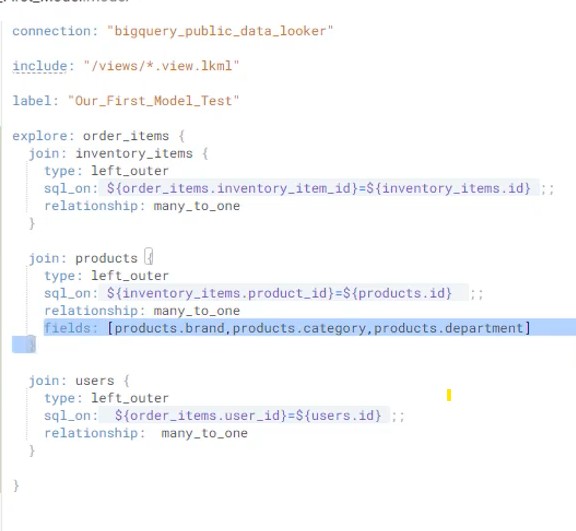 connection: "bigquery_public_data_looker"
include: "/views/*.view.lkml"
label: "Our_First_Model_Test"
explore: order_items {
join: inventory_items {
type: left_outer
sql_on: ${order_items.inventory_item_id}=${inventory_items.id} ;;
relationship: many_to_one
}
join: products {
type: left_outer
sql_on: ${inventory_items.product_id}=${products.id} ;;
relationship: many_to_one
fields: [products.brand,products.category,products.department]
}
join: users {
type: left_outer
sql_on: ${order_items.user_id}=${users.id} ;;
relationship: many_to_one
}
}